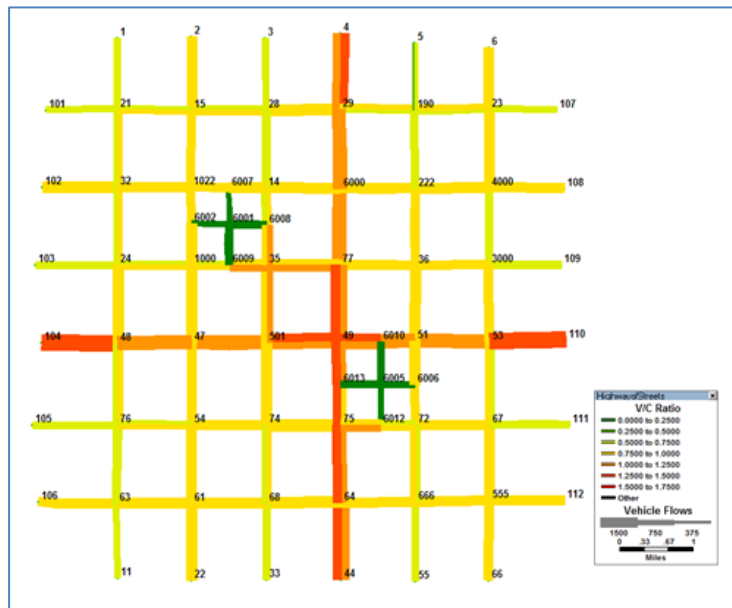 1 2 3 4 5 6
101 21 15 28 29 190 23 107
102 32 1022 6007 14 6000 222 4000 108
6002 6001 6008
103 24 1000 6009 35 77 36 3000 109
104 48 47 501 49 6010 51 53 110
6013 6005 6006
105 76 54 74 75 6012 72 67 111
106 63 61 68 64 666 555 112
11 22 33 44 55 66
Highways/Streets
V/C Ratio
0.0000 to 0.2500
0.2500 to 0.5000
0.5000 to 0.7500
0.7500 to 1.0000
1.0000 to 1.2500
1.2500 to 1.5000
1.5000 to 1.7500
Other
Vehicle Flows
1500 750 375
0 .33 .67 1
Miles